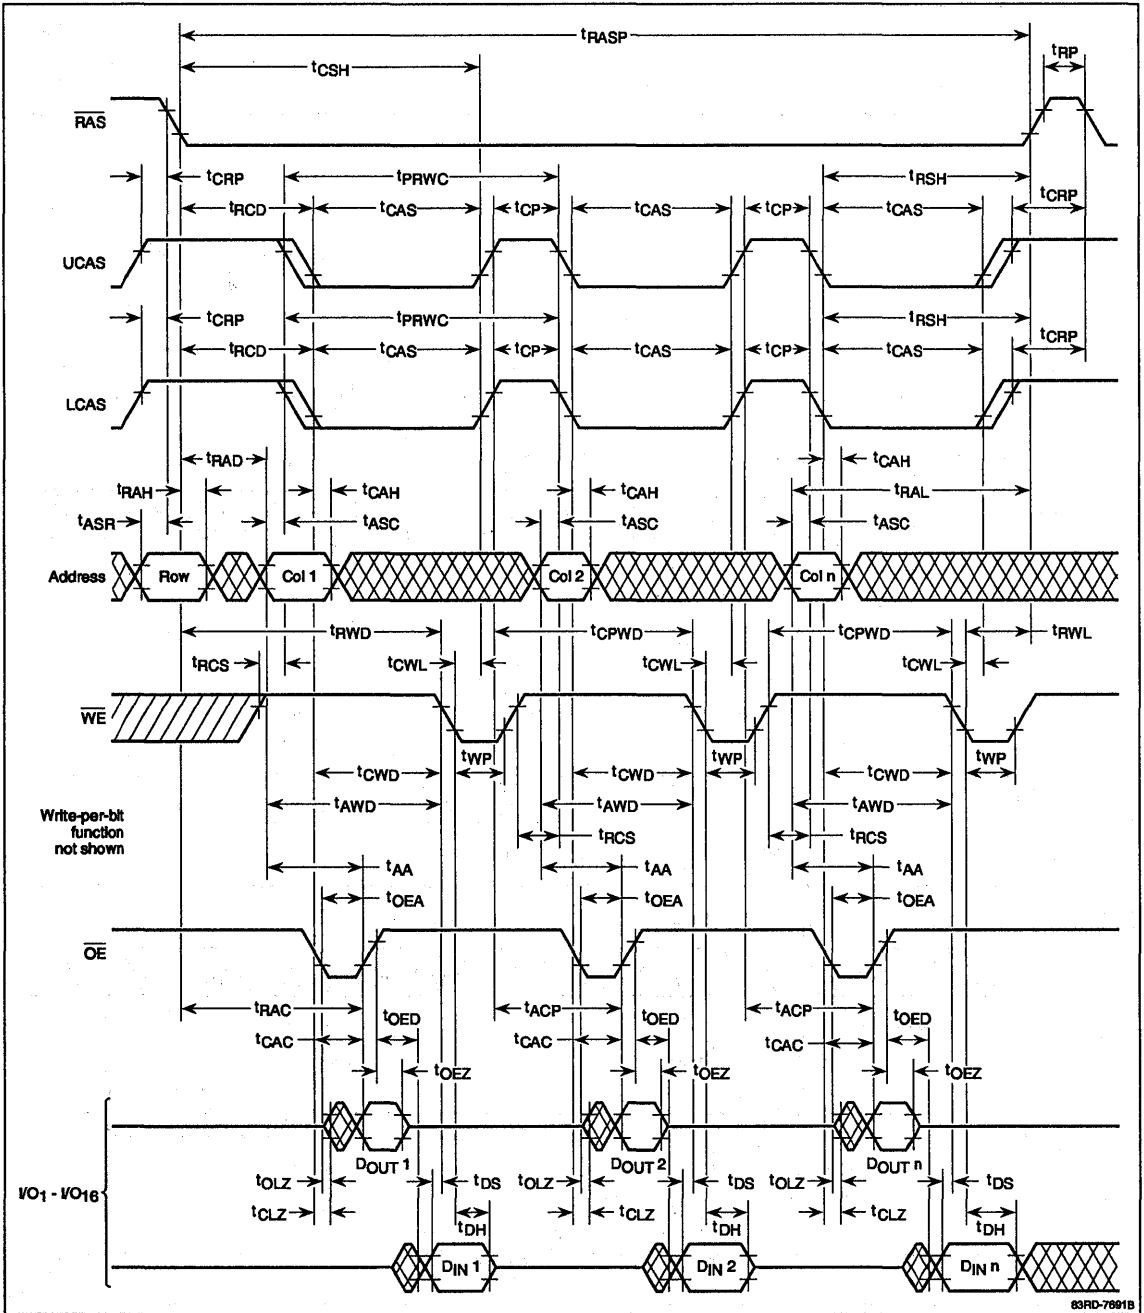 tRASP
tCSH
tRP
RAS
tCRP
tPRWC
tRSH
tRCD
tCAS
tCP
tCAS
tCP
tCAS
tCRP
UCAS
tCRP
tPRWC
tRSH
tRCD
tCAS
tCP
tCAS
tCP
tCAS
tCRP
LCAS
tRAD
tCAH
tRAH
tCAH
tCAH
tRAL
tASR
tASC
tASC
tASC
Address
Row
Col 1
Col 2
Col n
tRWD
tCPWD
tCPWD
tRWL
tRCS
tCWL
tCWL
tCWL
WE
tWP
tWP
tWP
tCWD
tCWD
tCWD
tAWD
tAWD
tAWD
Write-per-bit
function
not shown
tRCS
tRCS
tAA
tAA
tAA
tOEA
tOEA
tOEA
OE
tRAC
tACP
tACP
tOED
tOED
tOED
tCAC
tCAC
tCAC
tOEZ
tOEZ
tOEZ
DOUT 1
DOUT 2
DOUT n
I/O1 - I/O16
tOLZ
tDS
tOLZ
tDS
tOLZ
tDS
tCLZ
tDH
tCLZ
tDH
tCLZ
tDH
DIN 1
DIN 2
DIN n
83RD-7691B